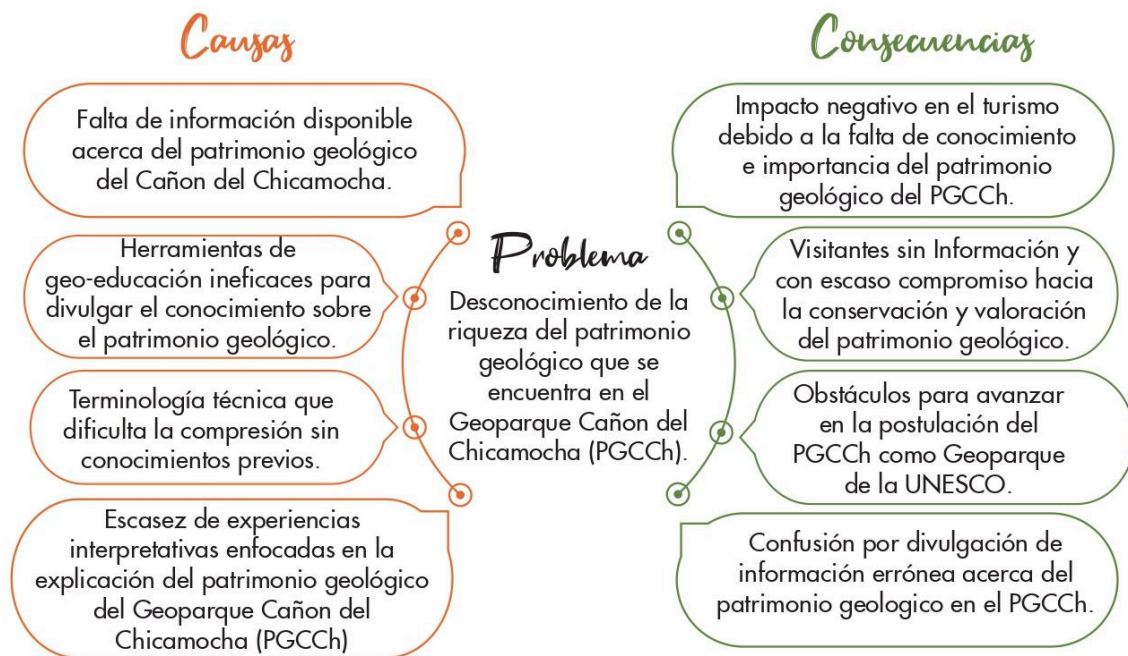 Causas
Falta de información disponible
acerca del patrimonio geológico
del Cañon del Chicamocha.
Herramientas de
geo-educación ineficaces para
divulgar el conocimiento sobre
el patrimonio geológico.
Terminología técnica que
dificulta la compresión sin
conocimientos previos.
Escasez de experiencias
interpretativas enfocadas en la
explicación del patrimonio geológico
del Geoparque Cañon del
Chicamocha (PGCCh)
Problema
Desconocimiento de la
riqueza del patrimonio
geológico que se
encuentra en el
Geoparque Cañon del
Chicamocha (PGCCh).
Consecuencias
Impacto negativo en el turismo
debido a la falta de conocimiento
e importancia del patrimonio
geológico del PGCCh.
Visitantes sin Información y
con escaso compromiso hacia
la conservación y valoración
del patrimonio geológico.
Obstáculos para avanzar
en la postulación del
PGCCh como Geoparque
de la UNESCO.
Confusión por divulgación de
información errónea acerca del
patrimonio geologico en el PGCCh.